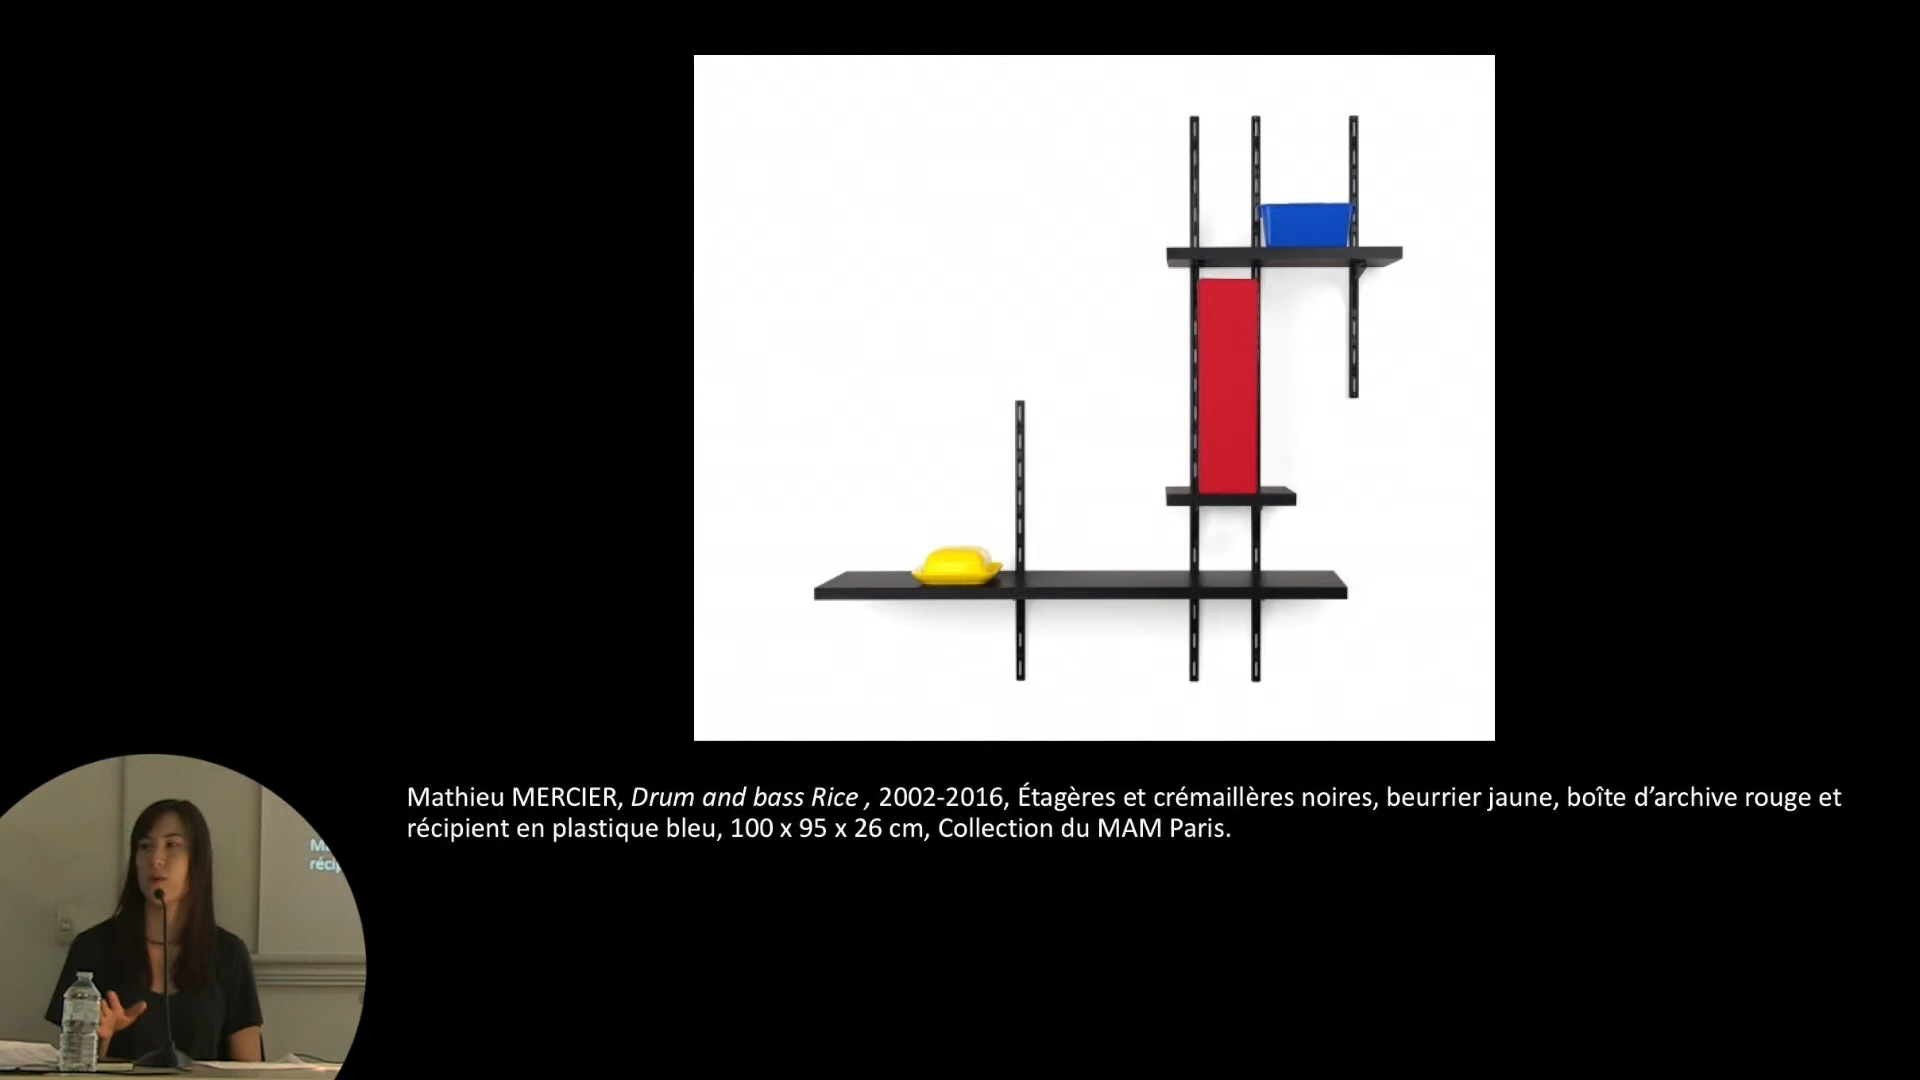 Mathieu MERCIER, Drum and bass Rice , 2002-2016, Étagères et crémaillères noires, beurrier jaune, boîte d’archive rouge et
récipient en plastique bleu, 100 x 95 x 26 cm, Collection du MAM Paris.